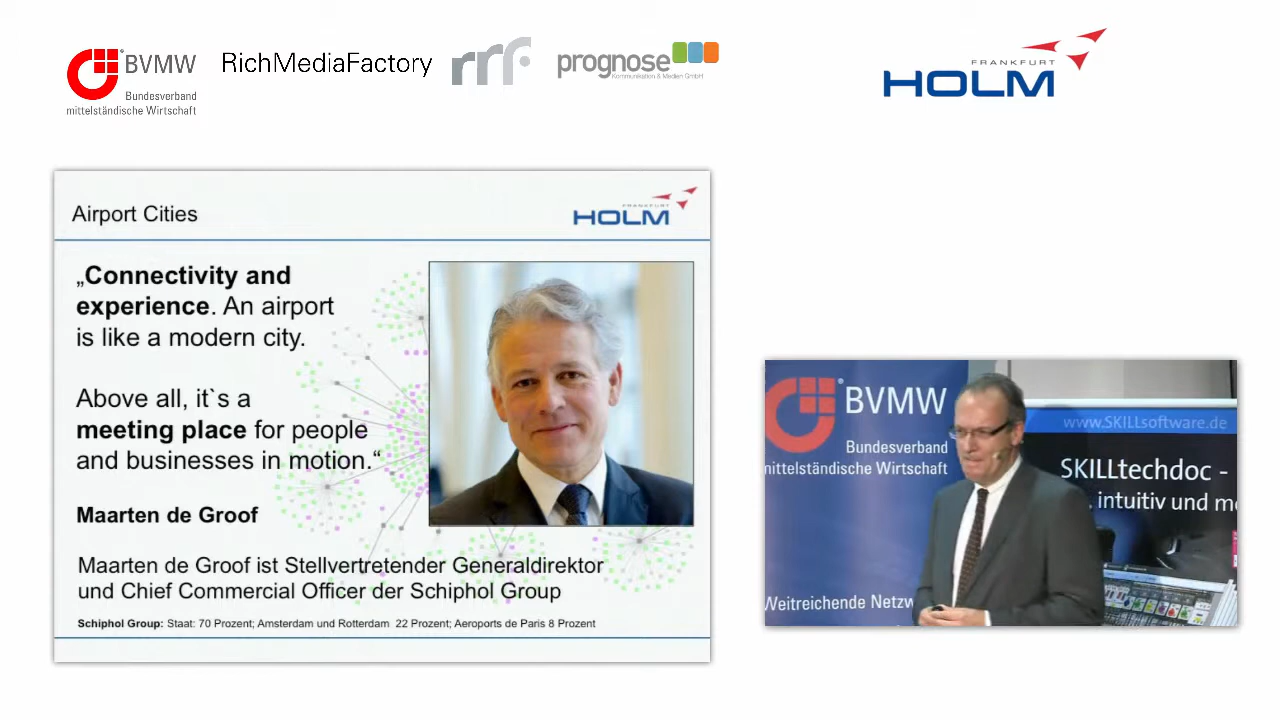 BVMW
Bundesverband
mittelständische Wirtschaft
RichMediaFactory
rrf
prognose
Kommunikation & Medien GmbH
FRANKFURT
HOLM
Airport Cities
FRANKFURT
HOLM
„Connectivity and
experience. An airport
is like a modern city.
Above all, it`s a
meeting place for people
and businesses in motion.“
Maarten de Groof
Maarten de Groof ist Stellvertretender Generaldirektor
und Chief Commercial Officer der Schiphol Group
Schiphol Group: Staat: 70 Prozent; Amsterdam und Rotterdam 22 Prozent; Aeroports de Paris 8 Prozent
BVMW
Bundesverband
mittelständische Wirtschaft
Weitreichende Netzw
www.SKILLsoftware.de
SKILLtechdoc -
, intuitiv und mo